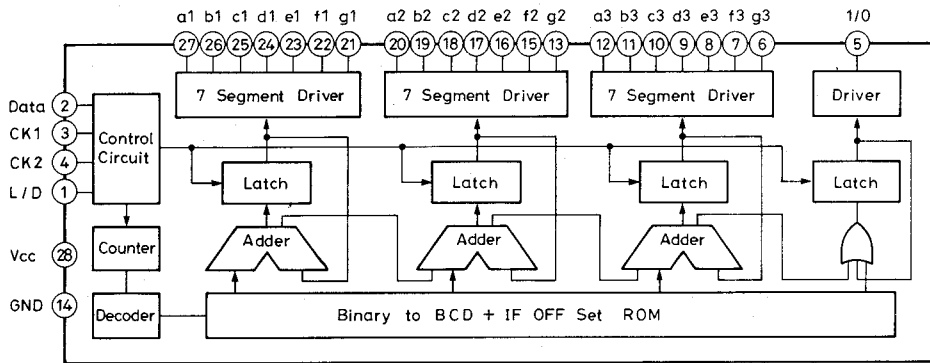 a1 b1 c1 d1 e1 f1 g1 a2 b2 c2 d2 e2 f2 g2 a3 b3 c3 d3 e3 f3 g3 1/0
27 26 25 24 23 22 21 20 19 18 17 16 15 13 12 11 10 9 8 7 6 5
7 Segment Driver 7 Segment Driver 7 Segment Driver Driver
Data 2
CK1 3
CK2 4
L/D 1
Control
Circuit
Latch Latch Latch Latch
Vcc 28
Counter
Adder Adder Adder
GND 14
Decoder
Binary to BCD + IF OFF Set ROM